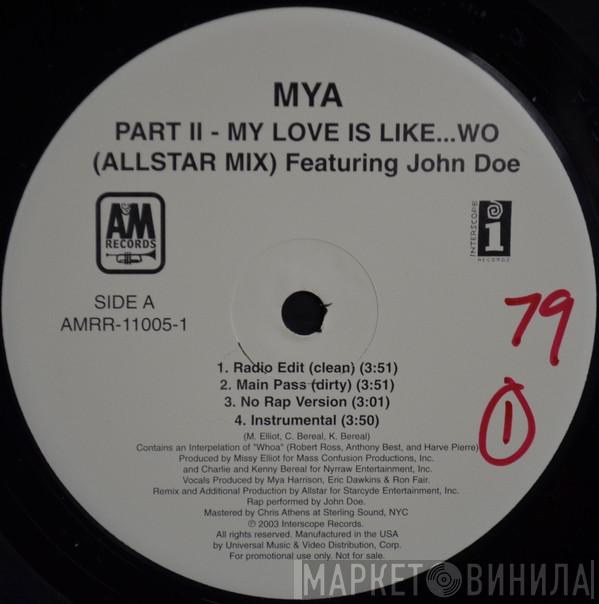 MYA
PART II - MY LOVE IS LIKE...WO
(ALLSTAR MIX) Featuring John Doe
A&M
RECORDS
INTERSCOPE
i
RECORDS
SIDE A
AMRR-11005-1
79
1
1. Radio Edit (clean) (3:51)
2. Main Pass (dirty) (3:51)
3. No Rap Version (3:01)
4. Instrumental (3:50)
(M. Elliot, C. Bereal, K. Bereal)
Contains an Interpelation of "Whoa" (Robert Ross, Anthony Best, and Harve Pierre)
Produced by Missy Elliot for Mass Confusion Productions, Inc.
and Charlie and Kenny Bereal for Nyrraw Entertainment, Inc.
Vocals Produced by Mya Harrison, Eric Dawkins & Ron Fair.
Remix and Additional Production by Allstar for Starcyde Entertainment, Inc.
Rap performed by John Doe.
Mastered by Chris Athens at Sterling Sound, NYC
℗ 2003 Interscope Records.
All rights reserved. Manufactured in the USA
by Universal Music & Video Distribution, Corp.
For promotional use only. Not for sale.
МАРКЕТ ВИНИЛА